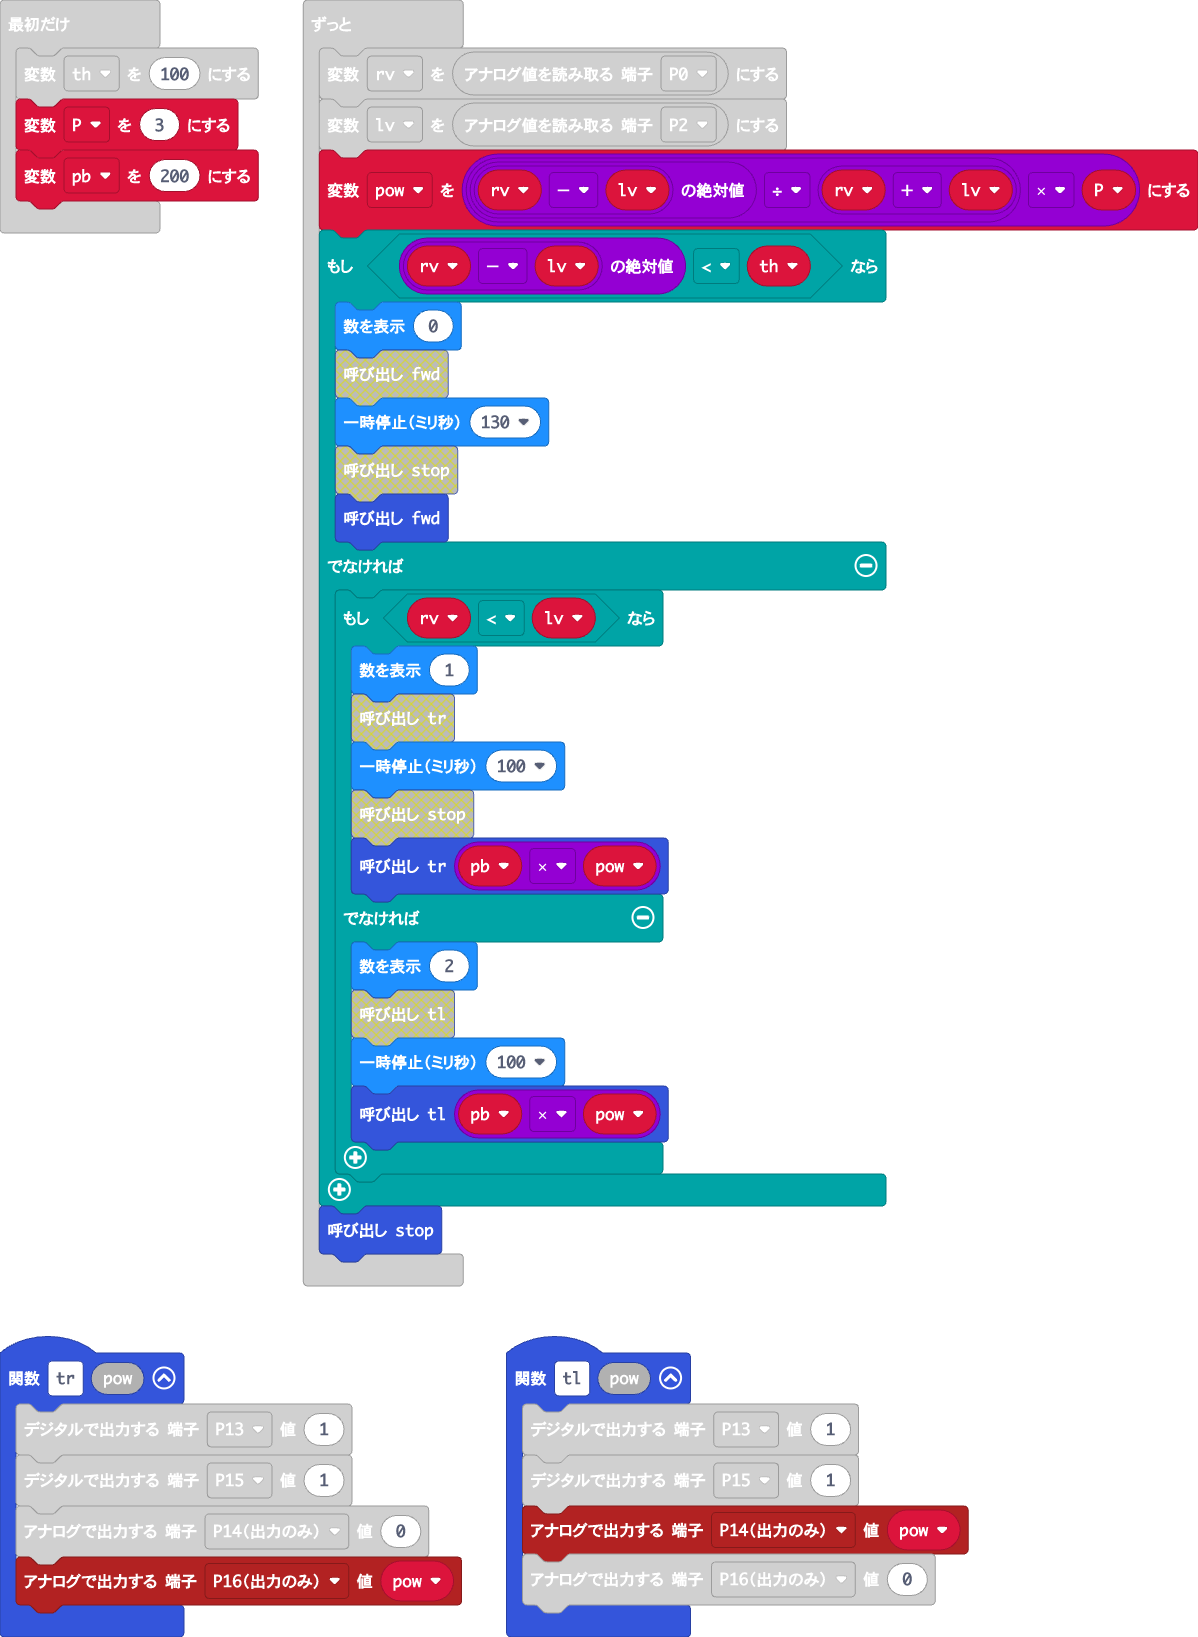 最初だけ
変数 th を 100 にする
変数 P を 3 にする
変数 pb を 200 にする
ずっと
変数 rv を アナログ値を読み取る 端子 P0 にする
変数 lv を アナログ値を読み取る 端子 P2 にする
変数 pow を rv － lv の絶対値 ÷ rv + lv × P にする
もし rv － lv の絶対値 < th なら
数を表示 0
呼び出し fwd
一時停止(ミリ秒) 130
呼び出し stop
呼び出し fwd
でなければ
もし rv < lv なら
数を表示 1
呼び出し tr
一時停止(ミリ秒) 100
呼び出し stop
呼び出し tr pb × pow
でなければ
数を表示 2
呼び出し tl
一時停止(ミリ秒) 100
呼び出し tl pb × pow
呼び出し stop
関数 tr pow
デジタルで出力する 端子 P13 値 1
デジタルで出力する 端子 P15 値 1
アナログで出力する 端子 P14(出力のみ) 値 0
アナログで出力する 端子 P16(出力のみ) 値 pow
関数 tl pow
デジタルで出力する 端子 P13 値 1
デジタルで出力する 端子 P15 値 1
アナログで出力する 端子 P14(出力のみ) 値 pow
アナログで出力する 端子 P16(出力のみ) 値 0